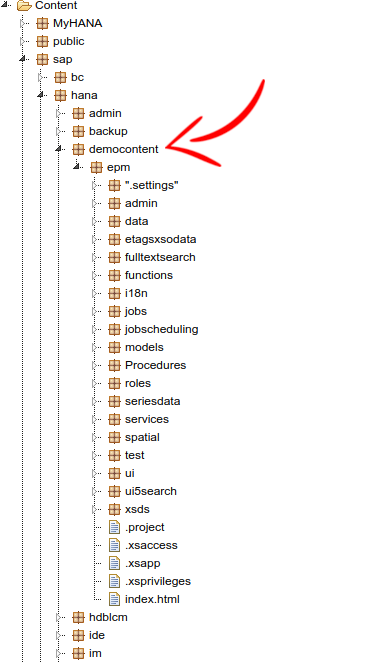 Content
MyHANA
public
sap
bc
hana
admin
backup
democontent
epm
".settings"
admin
data
etagsxsodata
fulltextsearch
functions
i18n
jobs
jobscheduling
models
Procedures
roles
seriesdata
services
spatial
test
ui
ui5search
xsds
.project
.xsaccess
.xsapp
.xsprivileges
index.html
hdblcm
ide
im